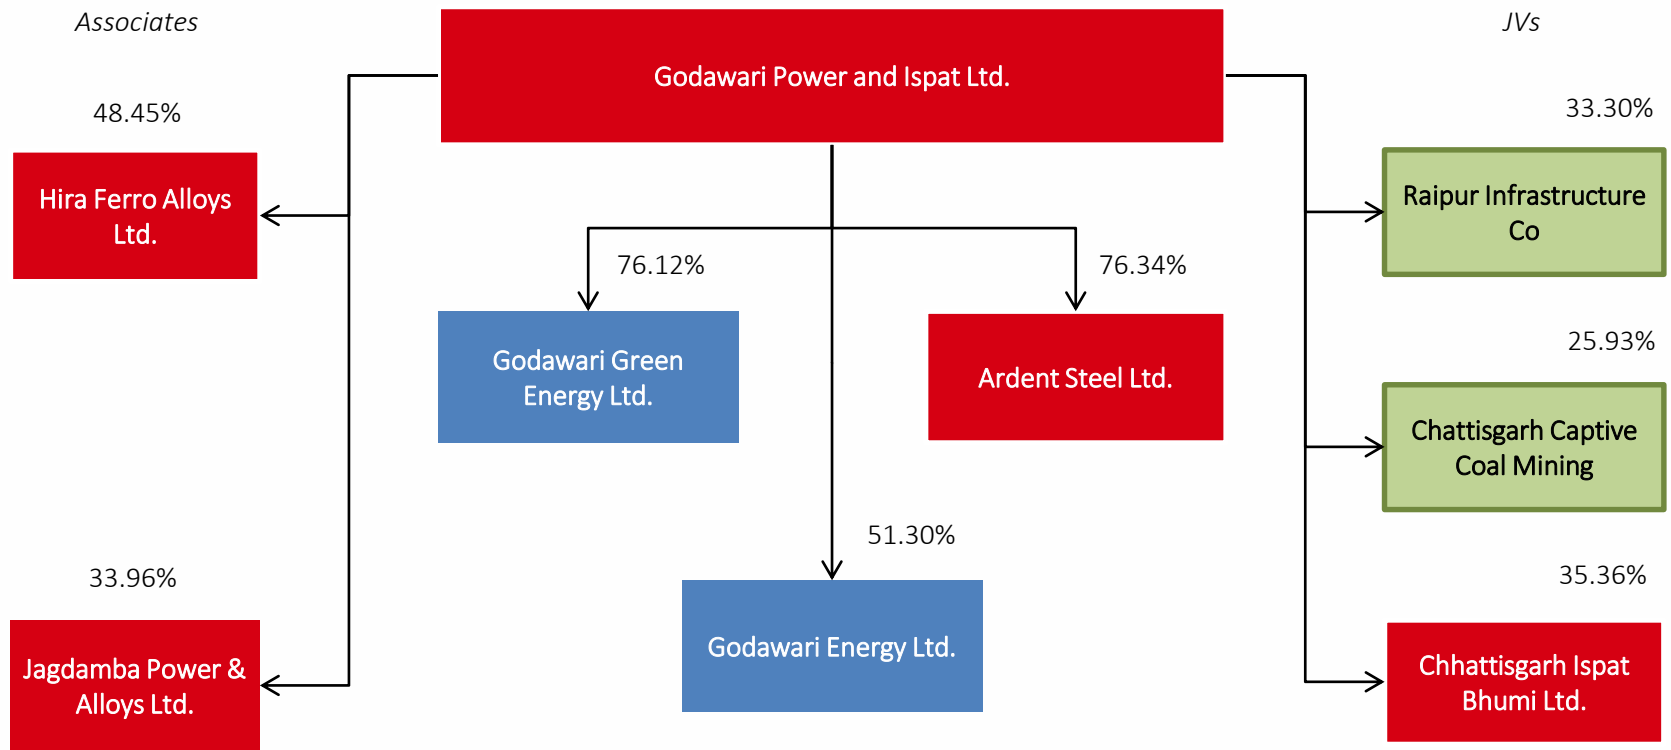 Associates
Godawari Power and Ispat Ltd.
JVs
48.45%
Hira Ferro Alloys
Ltd.
33.96%
Jagdamba Power &
Alloys Ltd.
76.12%
Godawari Green
Energy Ltd.
76.34%
Ardent Steel Ltd.
51.30%
Godawari Energy Ltd.
33.30%
Raipur Infrastructure
Co
25.93%
Chattisgarh Captive
Coal Mining
35.36%
Chhattisgarh Ispat
Bhumi Ltd.